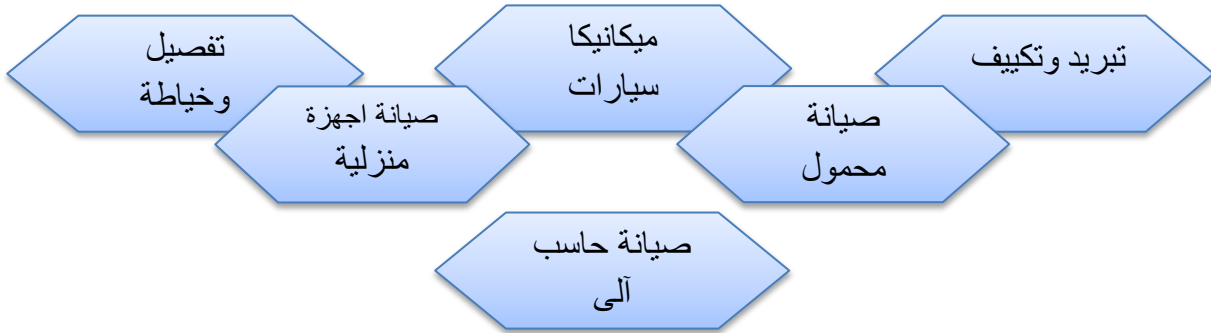 تبريد وتكييف
ميكانيكا
سيارات
تفصيل
وخياطة
صيانة
محمول
صيانة اجهزة
منزلية
صيانة حاسب
آلى